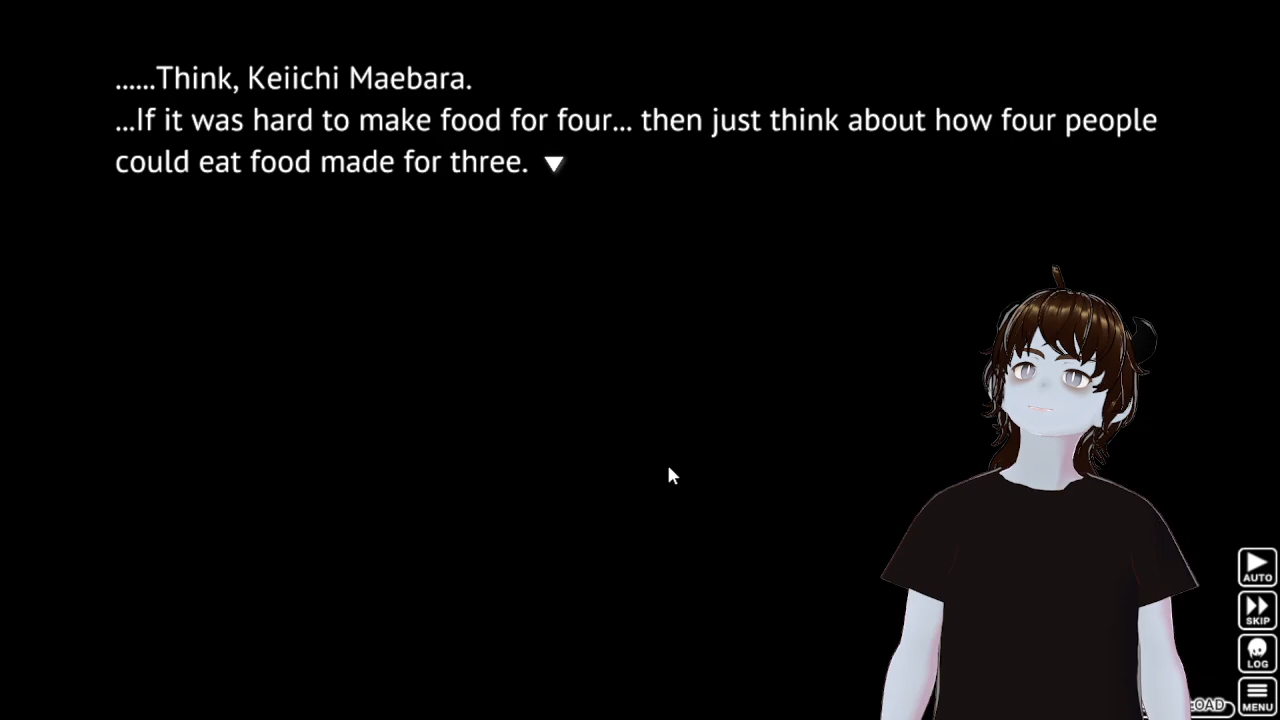 ......Think, Keiichi Maebara.
...If it was hard to make food for four... then just think about how four people
could eat food made for three.
AUTO
SKIP
LOG
MENU